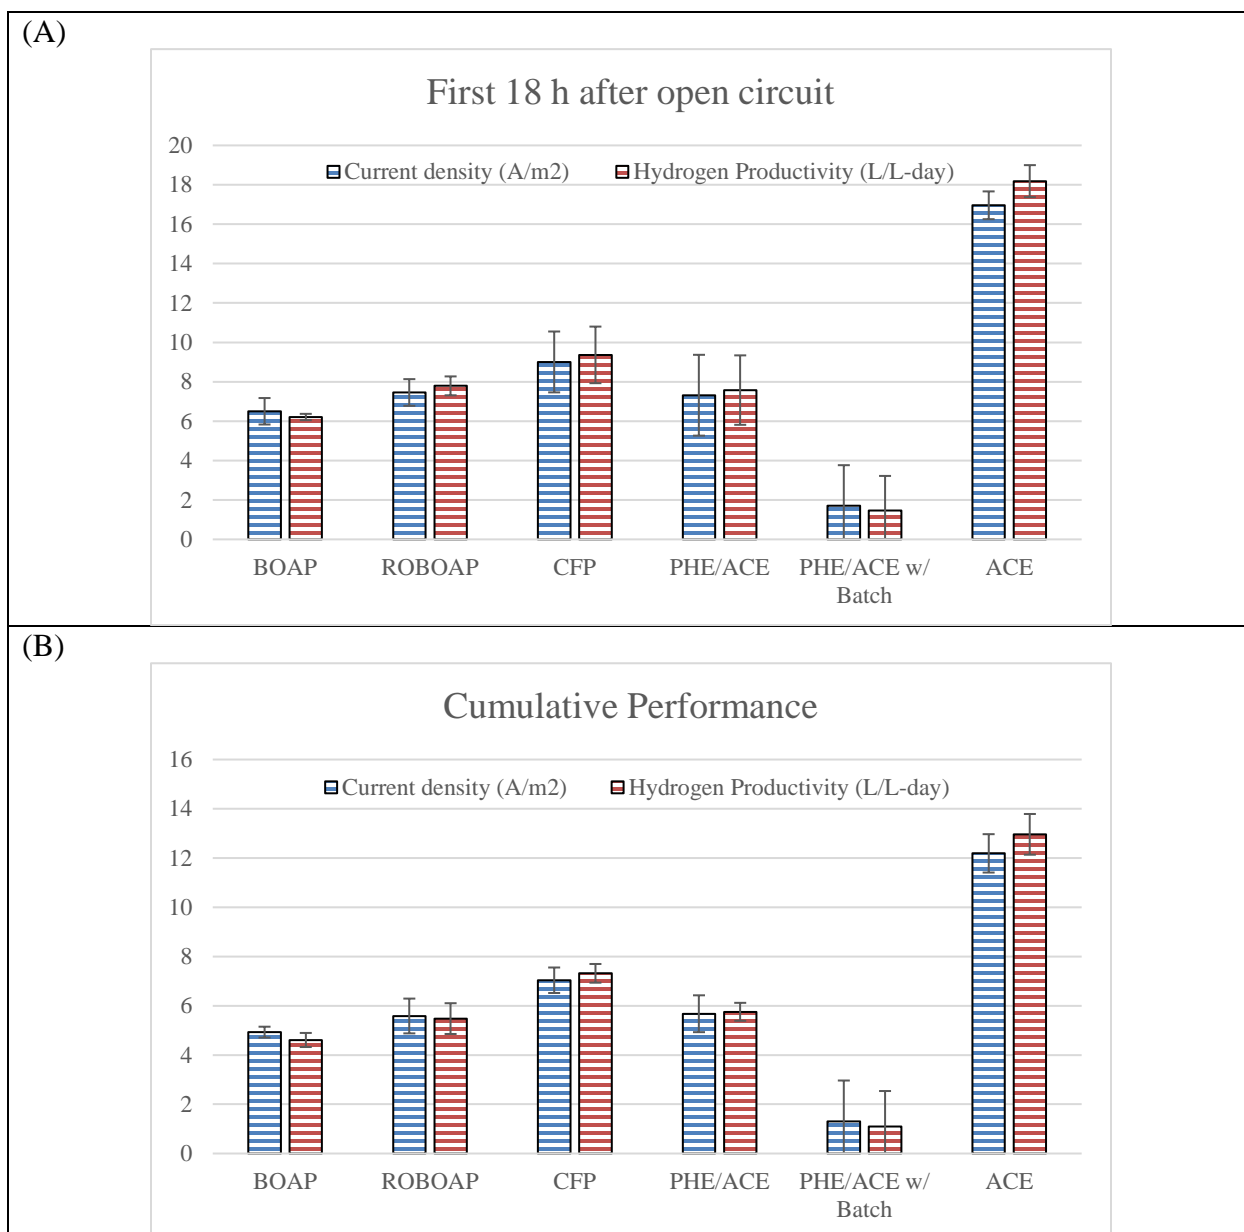 (A)
First 18 h after open circuit
Current density (A/m2) Hydrogen Productivity (L/L-day)
20
18
16
14
12
10
8
6
4
2
0
BOAP ROBOAP CFP PHE/ACE PHE/ACE w/ ACE
Batch
(B)
Cumulative Performance
16
Current density (A/m2) Hydrogen Productivity (L/L-day)
14
12
10
8
6
4
2
0
BOAP ROBOAP CFP PHE/ACE PHE/ACE w/ ACE
Batch